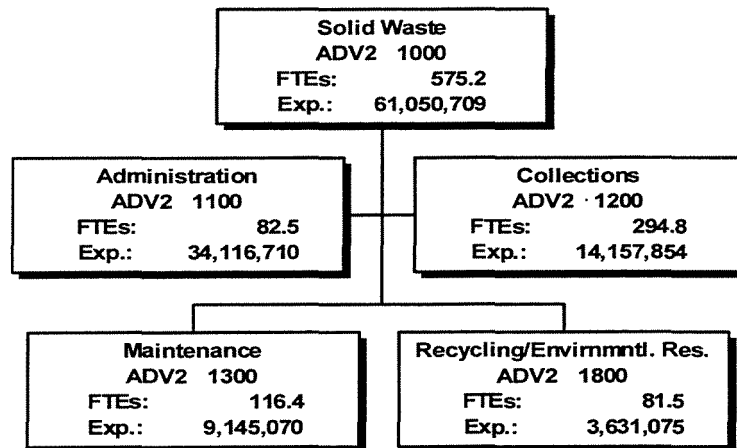 Solid Waste
ADV2 1000
FTEs: 575.2
Exp.: 61,050,709
Administration
ADV2 1100
FTEs: 82.5
Exp.: 34,116,710
Collections
ADV2 · 1200
FTEs: 294.8
Exp.: 14,157,854
Maintenance
ADV2 1300
FTEs: 116.4
Exp.: 9,145,070
Recycling/Envirnmntl. Res.
ADV2 1800
FTEs: 81.5
Exp.: 3,631,075